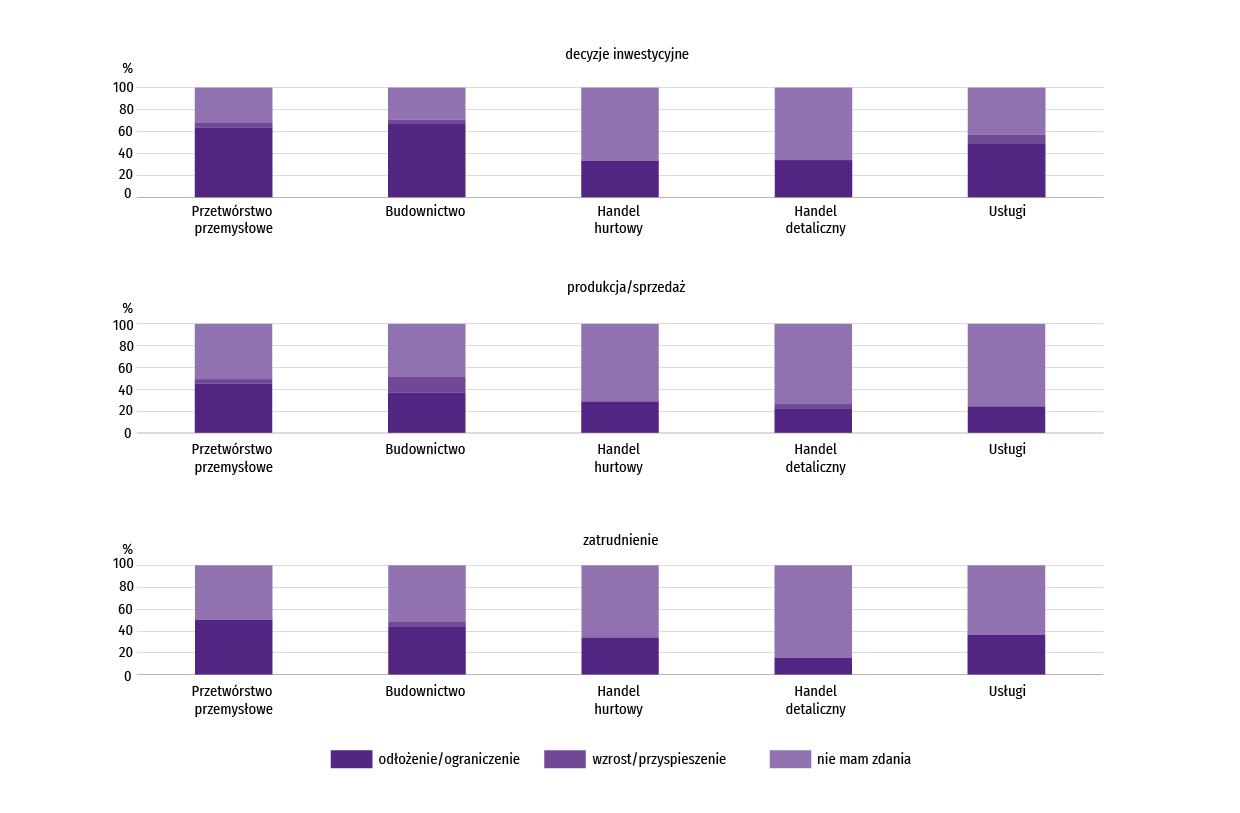 decyzje inwestycyjne
%
100
80
60
40
20
0
Przetwórstwo
przemysłowe
Budownictwo
Handel
hurtowy
Handel
detaliczny
Usługi
produkcja/sprzedaż
%
100
80
60
40
20
0
Przetwórstwo
przemysłowe
Budownictwo
Handel
hurtowy
Handel
detaliczny
Usługi
zatrudnienie
%
100
80
60
40
20
0
Przetwórstwo
przemysłowe
Budownictwo
Handel
hurtowy
Handel
detaliczny
Usługi
odłożenie/ograniczenie
wzrost/przyspieszenie
nie mam zdania